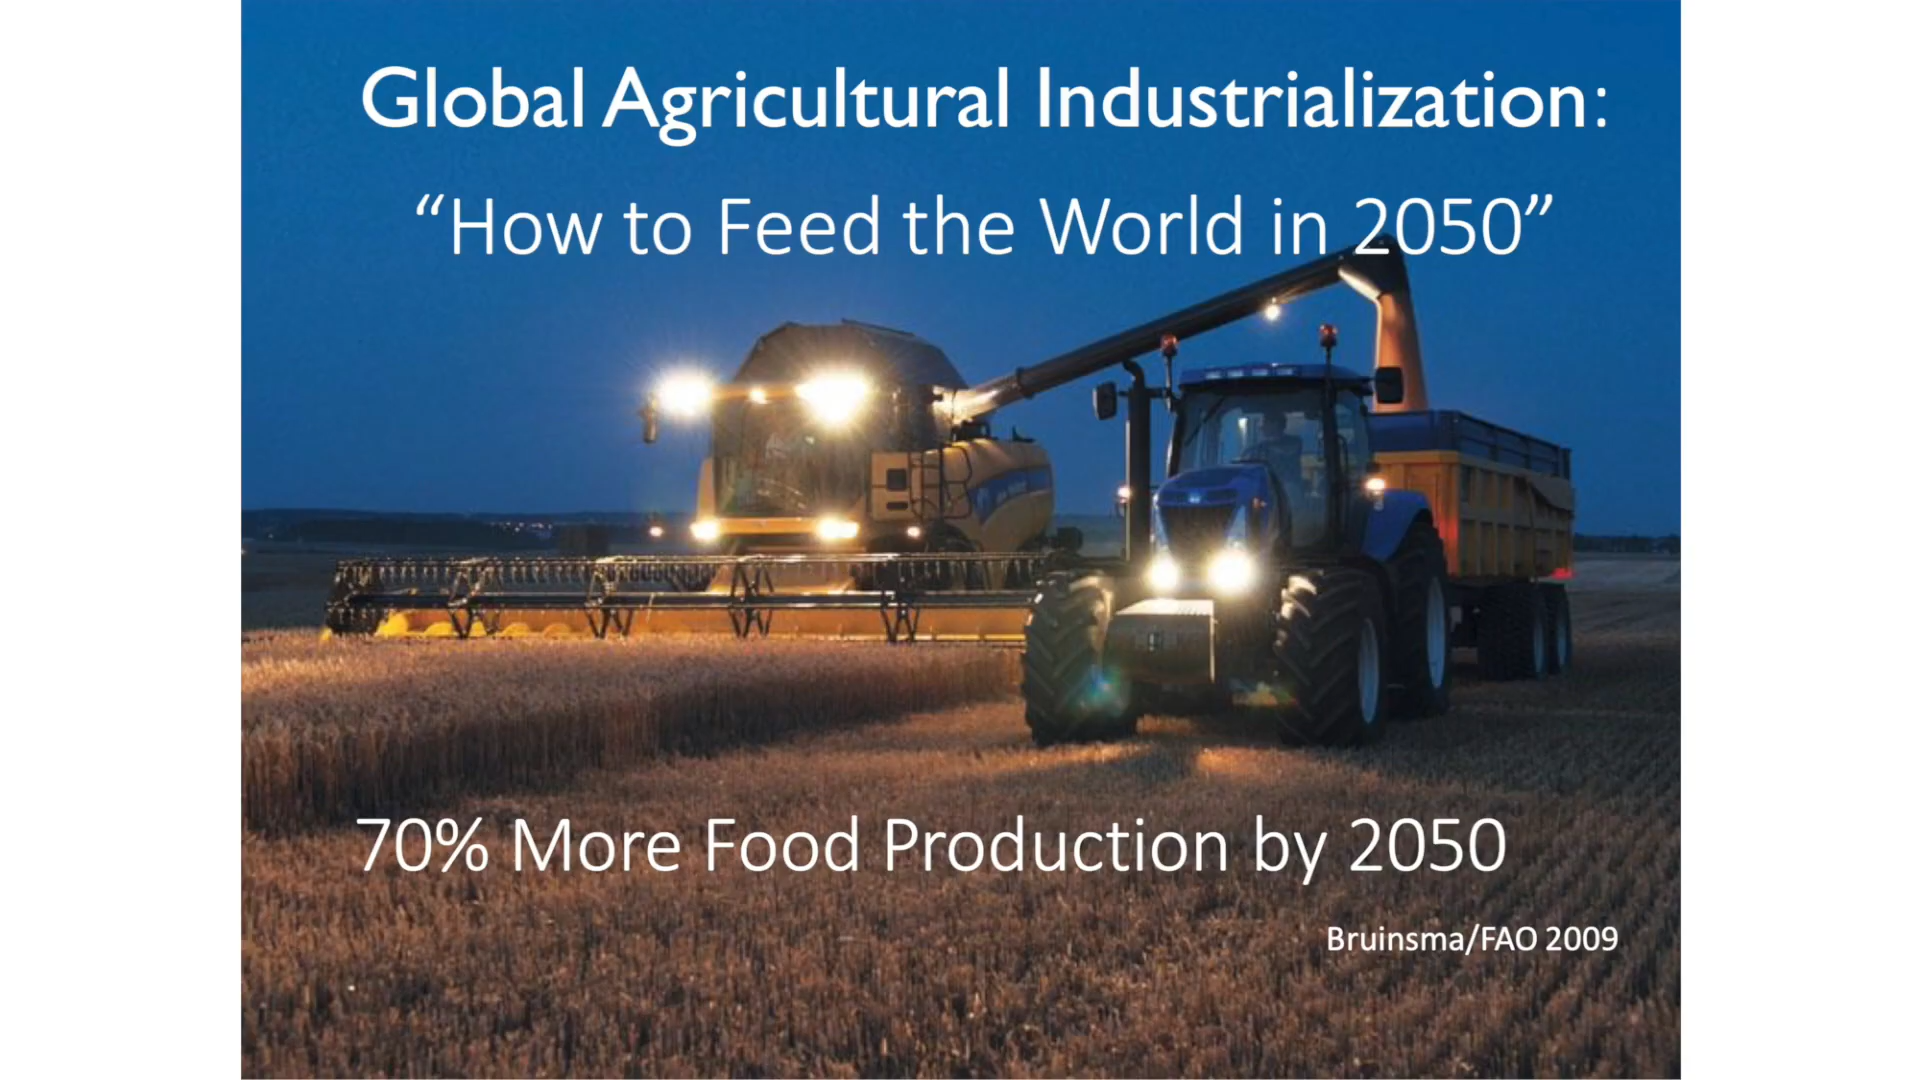 Global Agricultural Industrialization:
“How to Feed the World in 2050”
70% More Food Production by 2050
Bruinsma/FAO 2009